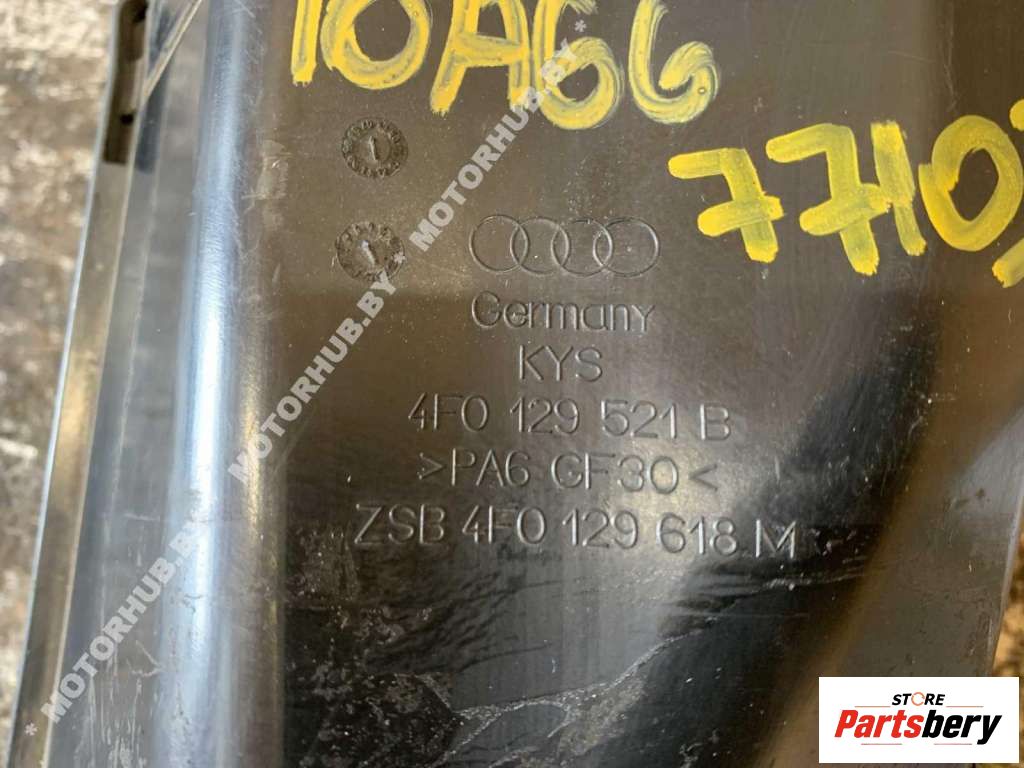 10A66
77103
Germany
KYS
4F0 129 521 B
>PA6 GF30<
ZSB 4F0 129 618 M
* MOTORHUB.BY * MOTORHUB.BY *
* MOTORHUB.BY
STORE
Partsbery